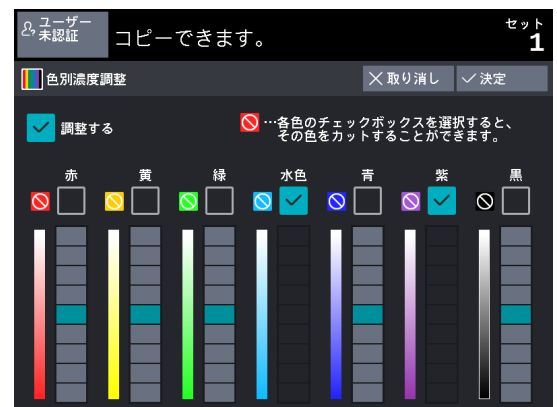 ユーザー
未認証
コピーできます。
セット
1
色別濃度調整
取り消し
決定
調整する
…各色のチェックボックスを選択すると、
その色をカットすることができます。
赤 黄 緑 水色 青 紫 黒